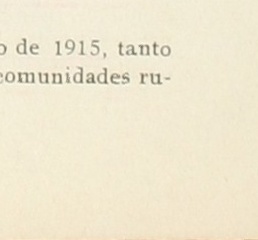 o de 1915, tanto
comunidades ru-